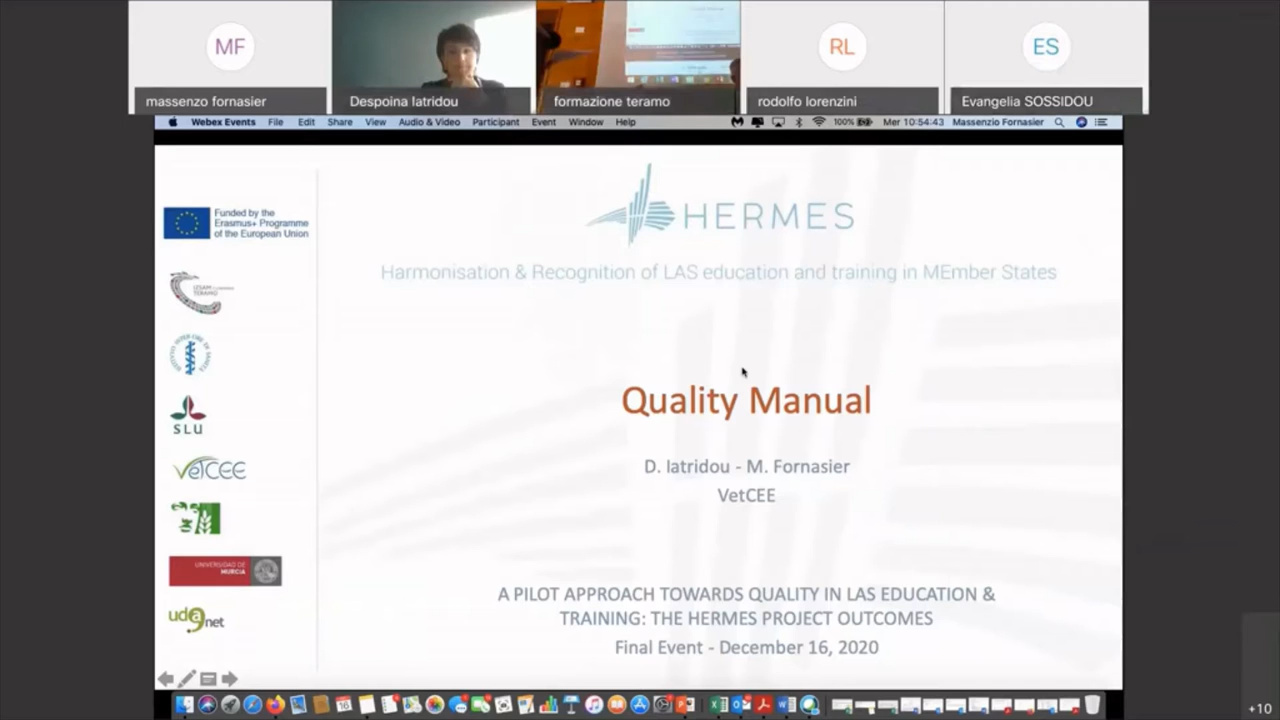 MF
RL
ES
massenzo fornasier
Despoina Iatridou
formazione teramo
rodolfo lorenzini
Evangelia SOSSIDOU
Webex Events File Edit Share View Audio & Video Participant Event Window Help
100% Mer 10:54:43 Massenzio Fornasier
Funded by the
Erasmus+ Programme
of the European Union
HERMES
Harmonisation & Recognition of LAS education and training in MEmber States
TERAMO
SLU
VetCEE
UNIVERSIDAD DE
MURCIA
udanet
Quality Manual
D. Iatridou - M. Fornasier
VetCEE
A PILOT APPROACH TOWARDS QUALITY IN LAS EDUCATION &
TRAINING: THE HERMES PROJECT OUTCOMES
Final Event - December 16, 2020
16
+10